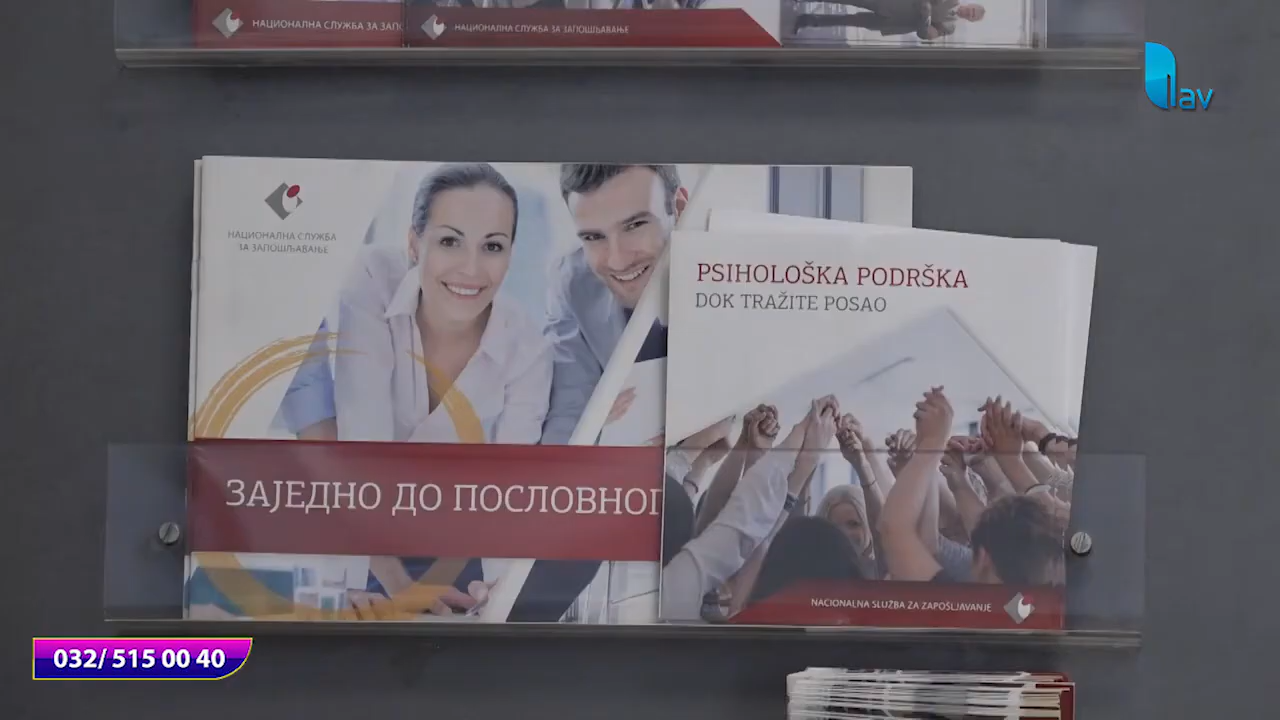 НАЦИОНАЛНА СЛУЖБА ЗА
НАЦИОНАЛНА СЛУЖБА ЗА ЗАПОШЉАВАЊЕ
lav
НАЦИОНАЛНА СЛУЖБА
ЗА ЗАПОШЉАВАЊЕ
PSIHOLOŠKA PODRŠKA
DOK TRAŽITE POSAO
ЗАЈЕДНО ДО ПОСЛОВНОГ
NACIONALNA SLUŽBA ZA ZAPOŠLJAVANJE
032/ 515 00 40